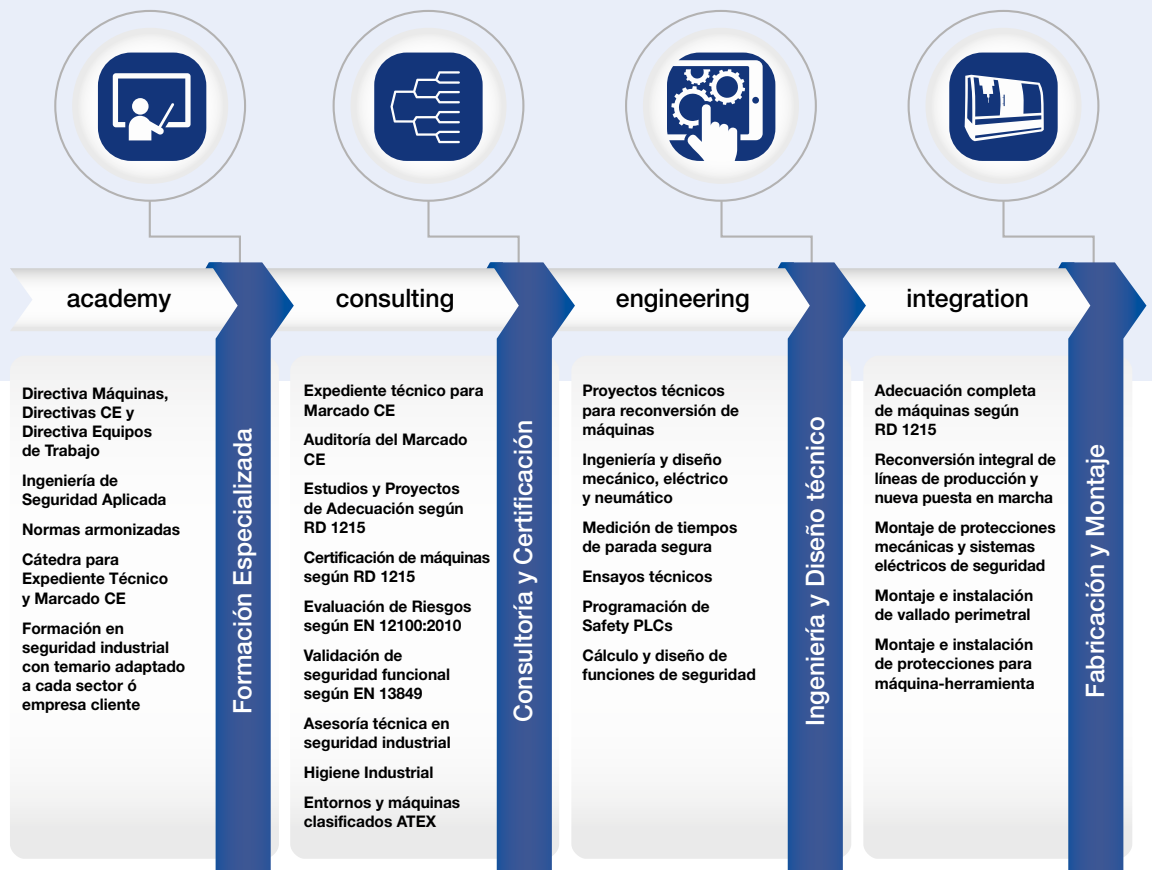 academy
Directiva Máquinas,
Directivas CE y
Directiva Equipos
de Trabajo
Ingeniería de
Seguridad Aplicada
Normas armonizadas
Cátedra para
Expediente Técnico
y Marcado CE
Formación en
seguridad industrial
con temario adaptado
a cada sector ó
empresa cliente
Formación Especializada
consulting
Expediente técnico para
Marcado CE
Auditoría del Marcado
CE
Estudios y Proyectos
de Adecuación según
RD 1215
Certificación de máquinas
según RD 1215
Evaluación de Riesgos
según EN 12100:2010
Validación de
seguridad funcional
según EN 13849
Asesoría técnica en
seguridad industrial
Higiene Industrial
Entornos y máquinas
clasificados ATEX
Consultoría y Certificación
engineering
Proyectos técnicos
para reconversión de
máquinas
Ingeniería y diseño
mecánico, eléctrico
y neumático
Medición de tiempos
de parada segura
Ensayos técnicos
Programación de
Safety PLCs
Cálculo y diseño de
funciones de seguridad
Ingeniería y Diseño técnico
integration
Adecuación completa
de máquinas según
RD 1215
Reconversión integral de
líneas de producción y
nueva puesta en marcha
Montaje de protecciones
mecánicas y sistemas
eléctricos de seguridad
Montaje e instalación
de vallado perimetral
Montaje e instalación
de protecciones para
máquina-herramienta
Fabricación y Montaje